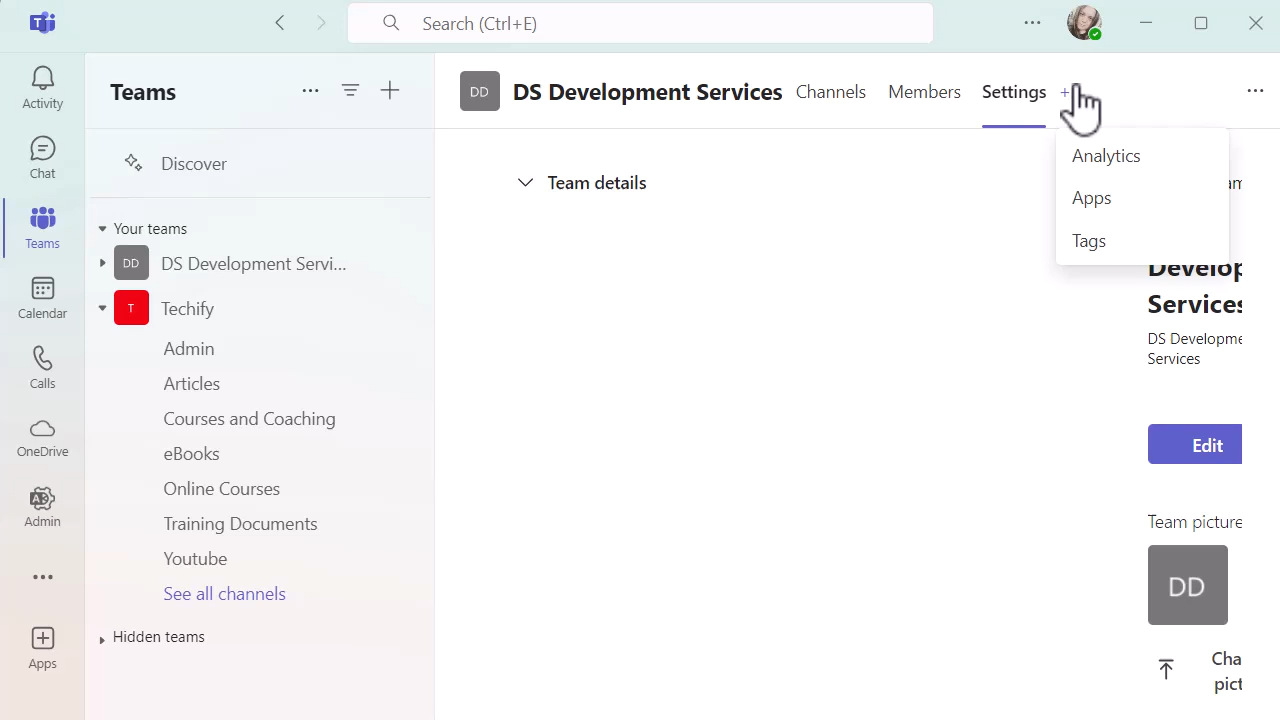 Search (Ctrl+E)
Activity
Chat
Teams
Calendar
Calls
OneDrive
Admin
Apps
Teams
Discover
Your teams
DD DS Development Servi...
T Techify
Admin
Articles
Courses and Coaching
eBooks
Online Courses
Training Documents
Youtube
See all channels
Hidden teams
DD DS Development Services Channels Members Settings +
Analytics
Apps
Tags
Team details
Develop
Services
DS Developme
Services
Edit
Team picture
DD
Cha
pict